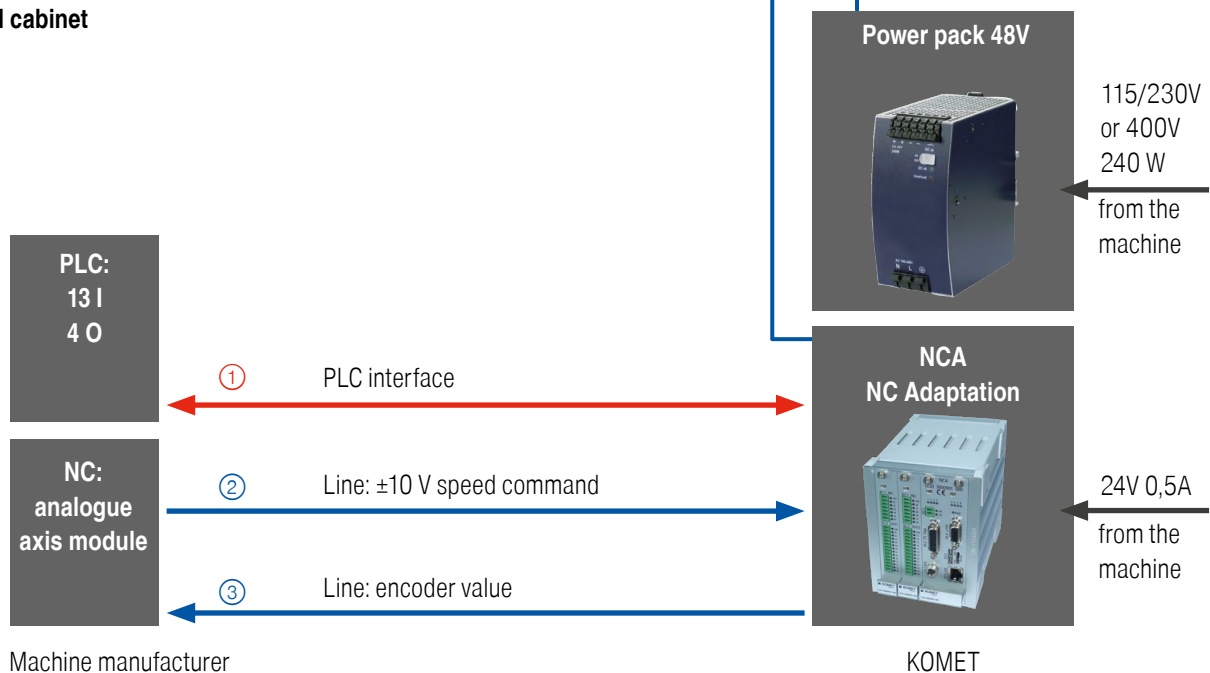 l cabinet
Power pack 48V
115/230V
or 400V
240 W
from the
machine
PLC:
13 I
4 O
① PLC interface
NCA
NC Adaptation
NC:
analogue
axis module
② Line: ±10 V speed command
24V 0,5A
from the
machine
③ Line: encoder value
Machine manufacturer
KOMET